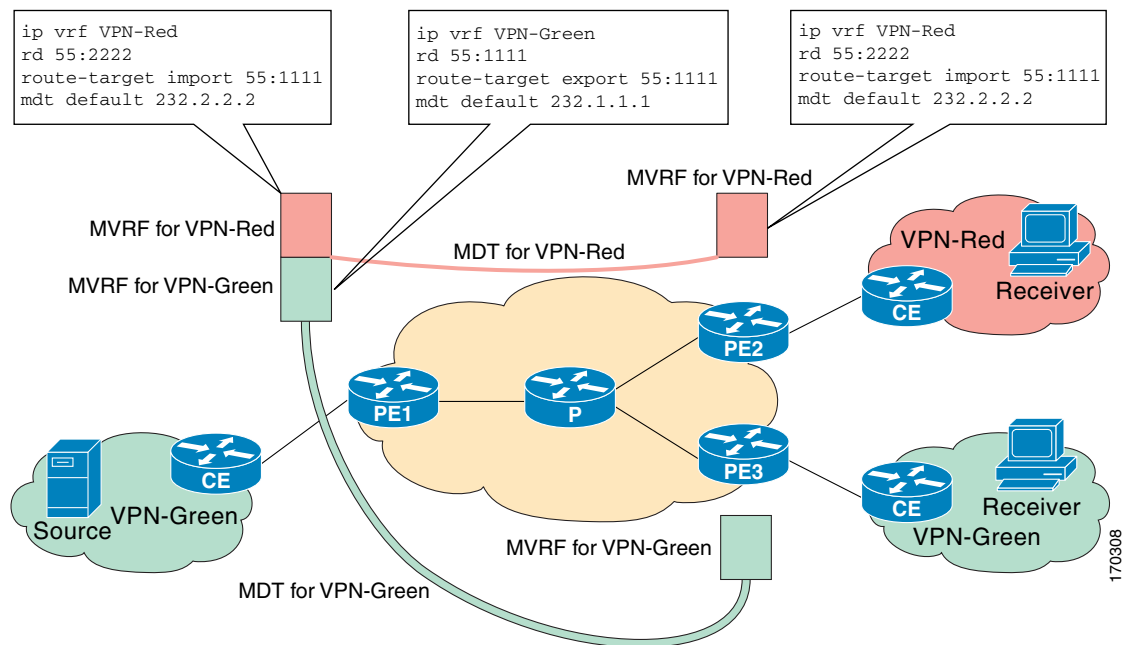 ip vrf VPN-Red
rd 55:2222
route-target import 55:1111
mdt default 232.2.2.2
ip vrf VPN-Green
rd 55:1111
route-target export 55:1111
mdt default 232.1.1.1
ip vrf VPN-Red
rd 55:2222
route-target import 55:1111
mdt default 232.2.2.2
MVRF for VPN-Red
MVRF for VPN-Red
MDT for VPN-Red
MVRF for VPN-Green
VPN-Red
Receiver
CE
PE2
PE1
P
PE3
CE
Source
VPN-Green
CE
Receiver
VPN-Green
MVRF for VPN-Green
MDT for VPN-Green
170308